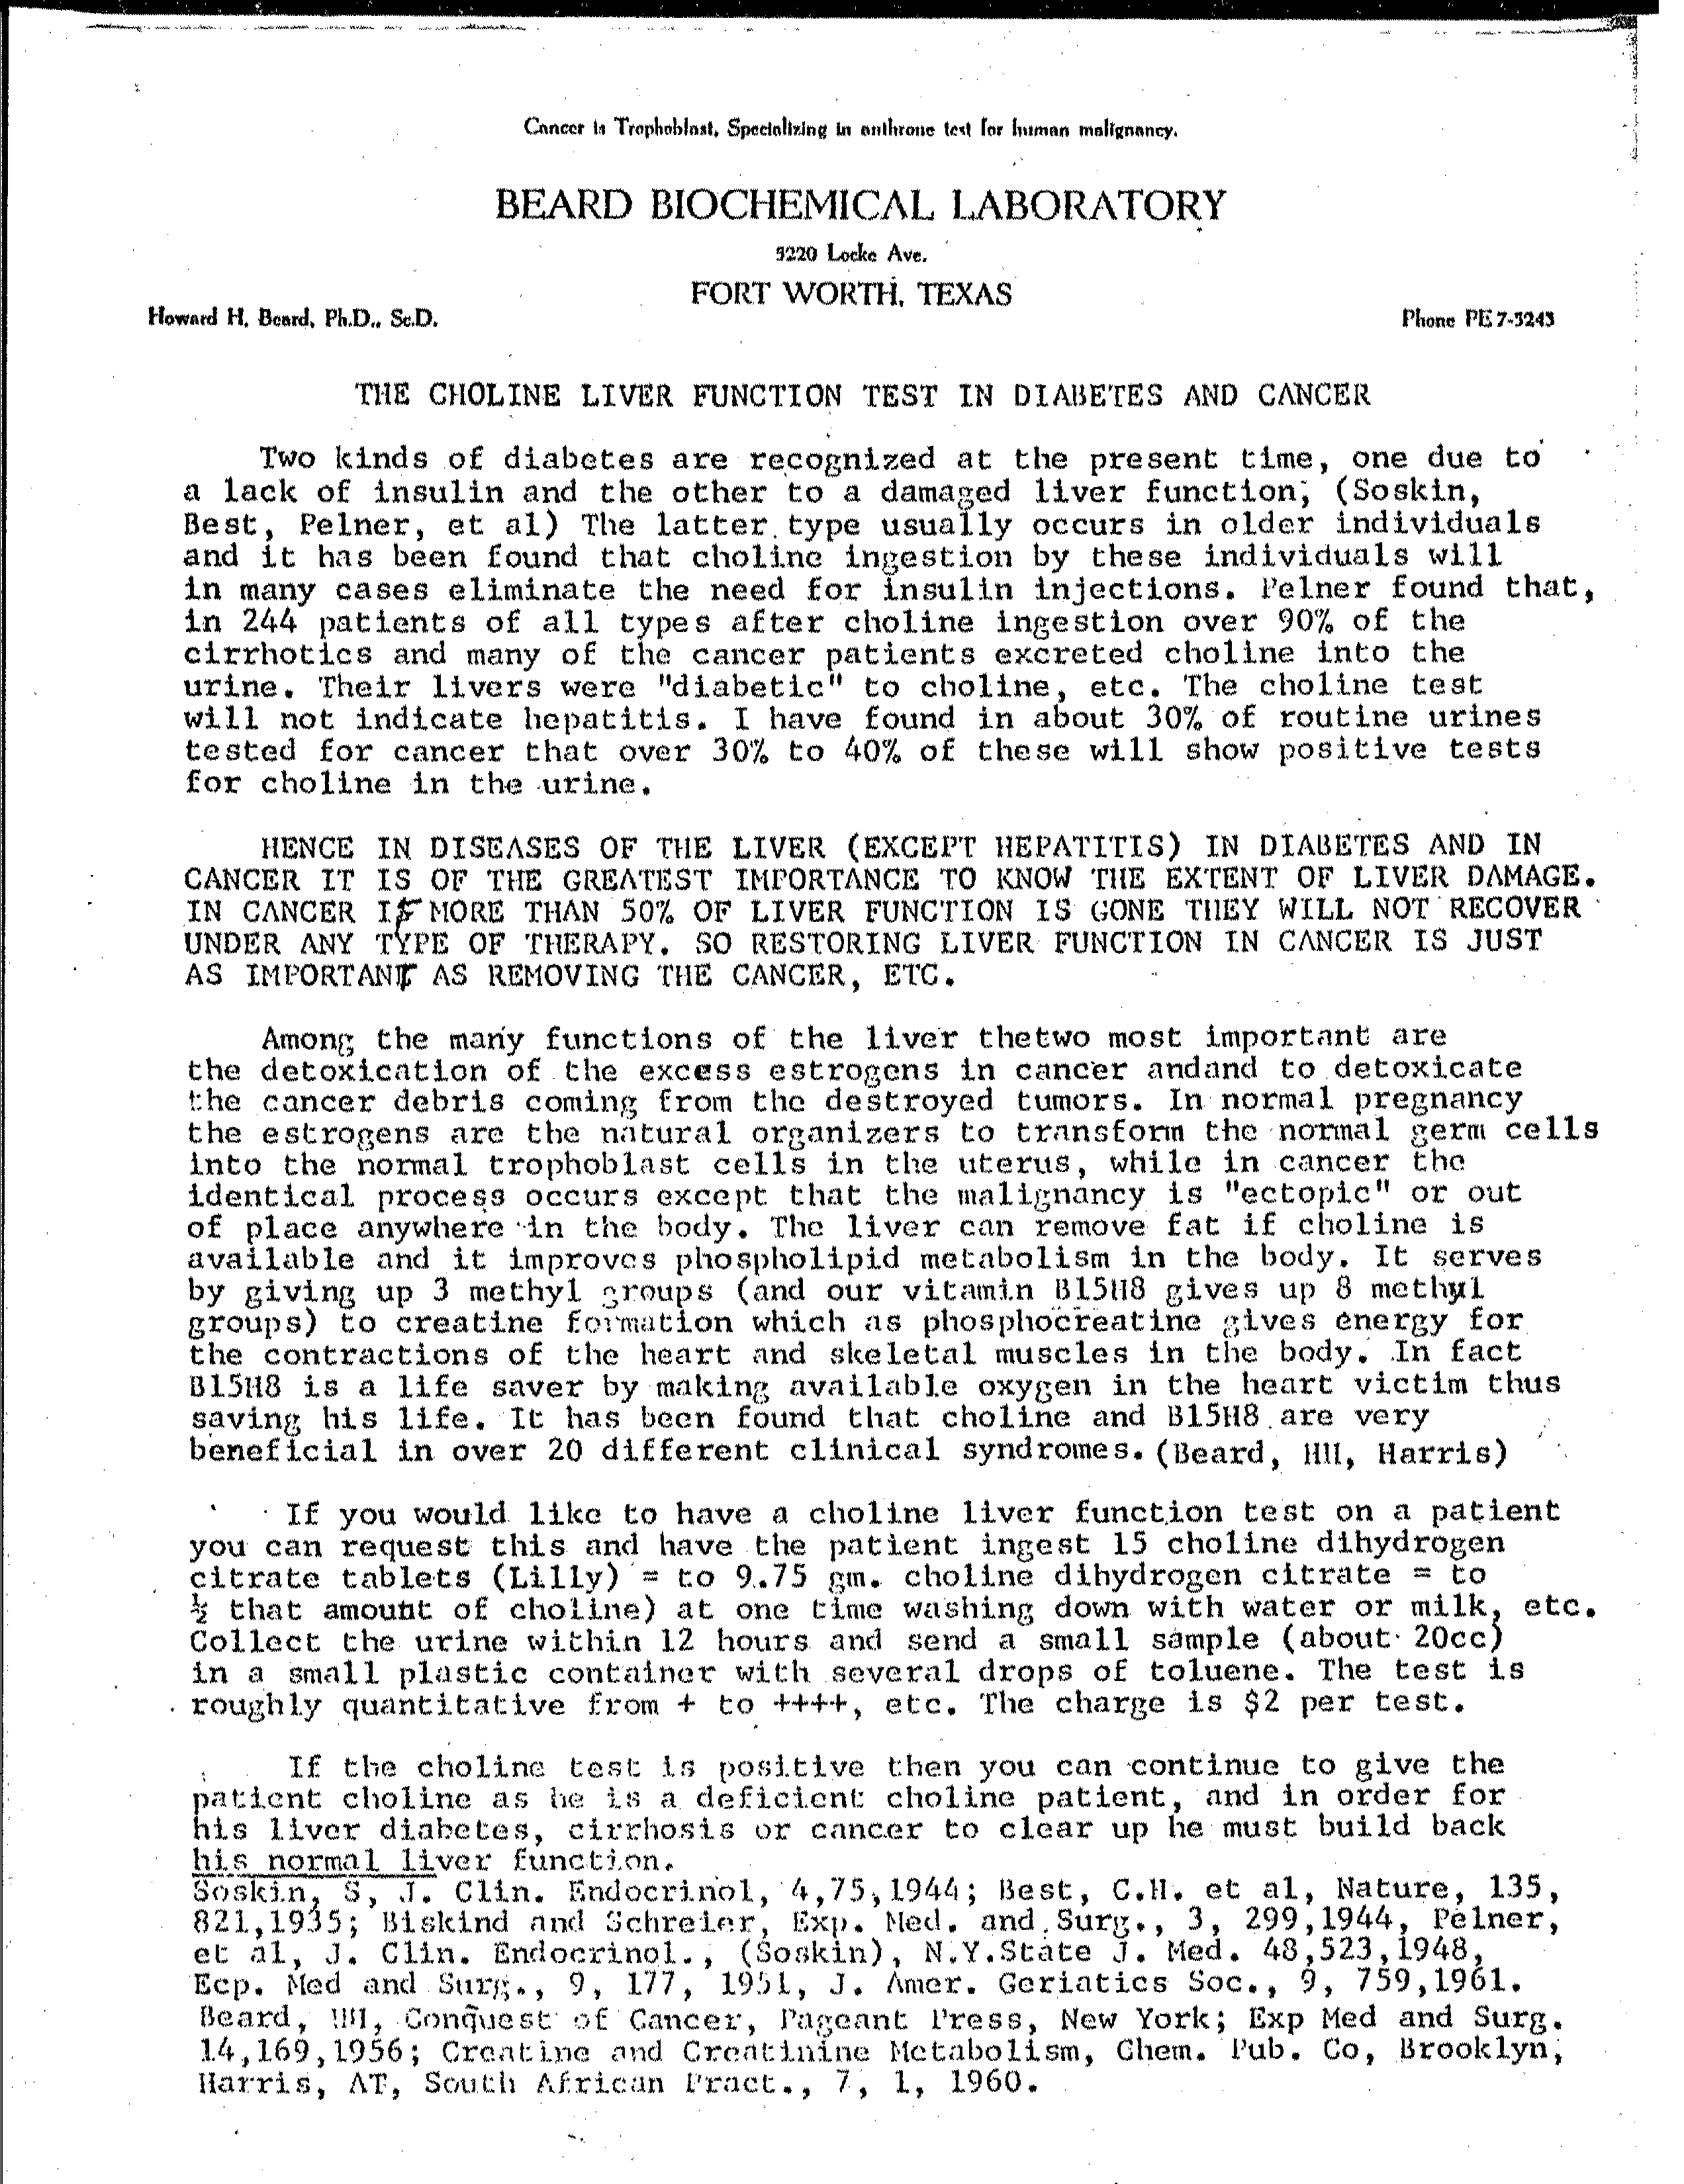 Cancer is Trophoblast, Specializing in anthrone test for human malignancy.
BEARD BIOCHEMICAL LABORATORY
3220 Locke Ave.
FORT WORTH, TEXAS
Howard H. Beard, Ph.D., Sc.D.
Phone PE 7-3243
THE CHOLINE LIVER FUNCTION TEST IN DIABETES AND CANCER
Two kinds of diabetes are recognized at the present time, one due to
a lack of insulin and the other to a damaged liver function, (Soskin,
Best, Pelner, et al) The latter type usually occurs in older individuals
and it has been found that choline ingestion by these individuals will
in many cases eliminate the need for insulin injections. Pelner found that,
in 244 patients of all types after choline ingestion over 90% of the
cirrhotics and many of the cancer patients excreted choline into the
urine. Their livers were "diabetic" to choline, etc. The choline test
will not indicate hepatitis. I have found in about 30% of routine urines
tested for cancer that over 30% to 40% of these will show positive tests
for choline in the urine.
HENCE IN DISEASES OF THE LIVER (EXCEPT HEPATITIS) IN DIABETES AND IN
CANCER IT IS OF THE GREATEST IMPORTANCE TO KNOW THE EXTENT OF LIVER DAMAGE.
IN CANCER IF MORE THAN 50% OF LIVER FUNCTION IS GONE THEY WILL NOT RECOVER
UNDER ANY TYPE OF THERAPY. SO RESTORING LIVER FUNCTION IN CANCER IS JUST
AS IMPORTANT AS REMOVING THE CANCER, ETC.
Among the many functions of the liver thetwo most important are
the detoxication of the excess estrogens in cancer andand to detoxicate
the cancer debris coming from the destroyed tumors. In normal pregnancy
the estrogens are the natural organizers to transform the normal germ cells
into the normal trophoblast cells in the uterus, while in cancer the
identical process occurs except that the malignancy is "ectopic" or out
of place anywhere in the body. The liver can remove fat if choline is
available and it improves phospholipid metabolism in the body. It serves
by giving up 3 methyl groups (and our vitamin B15H8 gives up 8 methyl
groups) to creatine formation which as phosphocreatine gives energy for
the contractions of the heart and skeletal muscles in the body. In fact
B15H8 is a life saver by making available oxygen in the heart victim thus
saving his life. It has been found that choline and B15H8 are very
beneficial in over 20 different clinical syndromes. (Beard, HH, Harris)
If you would like to have a choline liver function test on a patient
you can request this and have the patient ingest 15 choline dihydrogen
citrate tablets (Lilly) = to 9.75 gm. choline dihydrogen citrate = to
½ that amount of choline) at one time washing down with water or milk, etc.
Collect the urine within 12 hours and send a small sample (about 20cc)
in a small plastic container with several drops of toluene. The test is
roughly quantitative from + to ++++, etc. The charge is $2 per test.
If the choline test is positive then you can continue to give the
patient choline as he is a deficient choline patient, and in order for
his liver diabetes, cirrhosis or cancer to clear up he must build back
his normal liver function.
Soskin, S, J. Clin. Endocrinol, 4,75,1944; Best, C.H. et al, Nature, 135,
821,1935; Biskind and Schreier, Exp. Med. and Surg., 3, 299,1944, Pelner,
et al, J. Clin. Endocrinol., (Soskin), N.Y.State J. Med. 48,523,1948,
Ecp. Med and Surg., 9, 177, 1951, J. Amer. Geriatics Soc., 9, 759,1961.
Beard, HH, Conquest of Cancer, Pageant Press, New York; Exp Med and Surg.
14,169,1956; Creatine and Creatinine Metabolism, Chem. Pub. Co, Brooklyn,
Harris, AT, South African Pract., 7, 1, 1960.